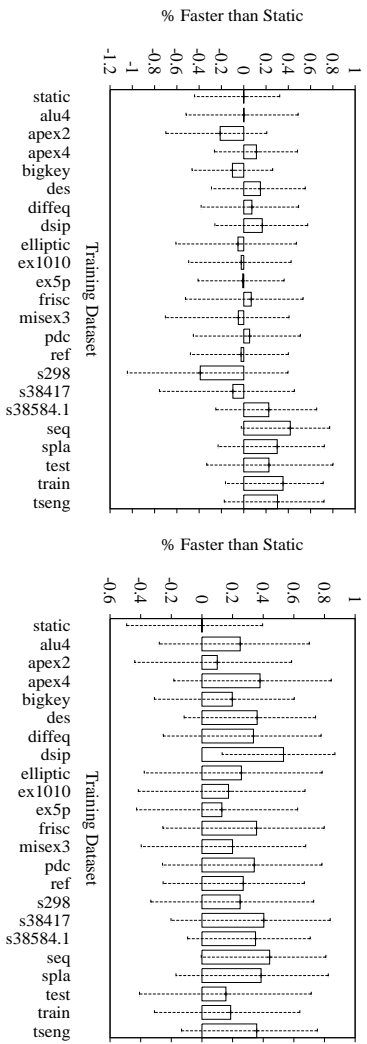 % Faster than Static
-1.2 -1 -0.8 -0.6 -0.4 -0.2 0 0.2 0.4 0.6 0.8 1
static
alu4
apex2
apex4
bigkey
des
diffeq
dsip
elliptic
ex1010
ex5p
frisc
misex3
pdc
ref
s298
s38417
s38584.1
seq
spla
test
train
tseng
Training Dataset
% Faster than Static
-0.6 -0.4 -0.2 0 0.2 0.4 0.6 0.8 1
static
alu4
apex2
apex4
bigkey
des
diffeq
dsip
elliptic
ex1010
ex5p
frisc
misex3
pdc
ref
s298
s38417
s38584.1
seq
spla
test
train
tseng
Training Dataset